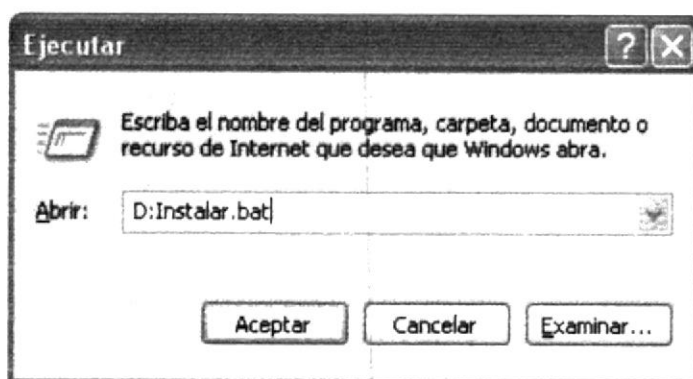 Ejecutar
Escriba el nombre del programa, carpeta, documento o
recurso de Internet que desea que Windows abra.
Abrir:
D:Instalar.bat
Aceptar
Cancelar
Examinar...